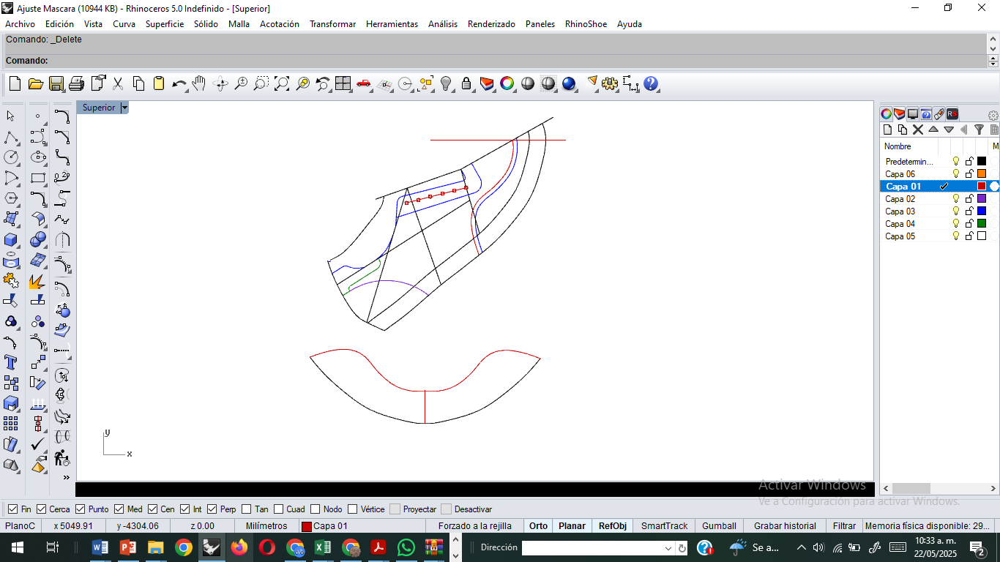 Ajuste Mascara (10944 KB) - Rhinoceros 5.0 Indefinido - [Superior]
Archivo Edición Vista Curva Superficie Sólido Malla Acotación Transformar Herramientas Análisis Renderizado Paneles RhinoShoe Ayuda
Comando: _Delete
Comando:
Superior
Nombre M
Predetermin...
Capa 06
Capa 01
Capa 02
Capa 03
Capa 04
Capa 05
y
x
Activar Windows
Ve a Configuración para activar Windows.
Fin Cerca Punto Med Cen Int Perp Tan Cuad Nodo Vértice Proyectar Desactivar
PlanoC x 5049.91 y -4304.06 z 0.00 Milímetros Capa 01 Forzado a la rejilla Orto Planar RefObj SmartTrack Gumball Grabar historial Filtrar Memoria física disponible: 29...
Dirección Se a... 10:33 a. m.
22/05/2025 2